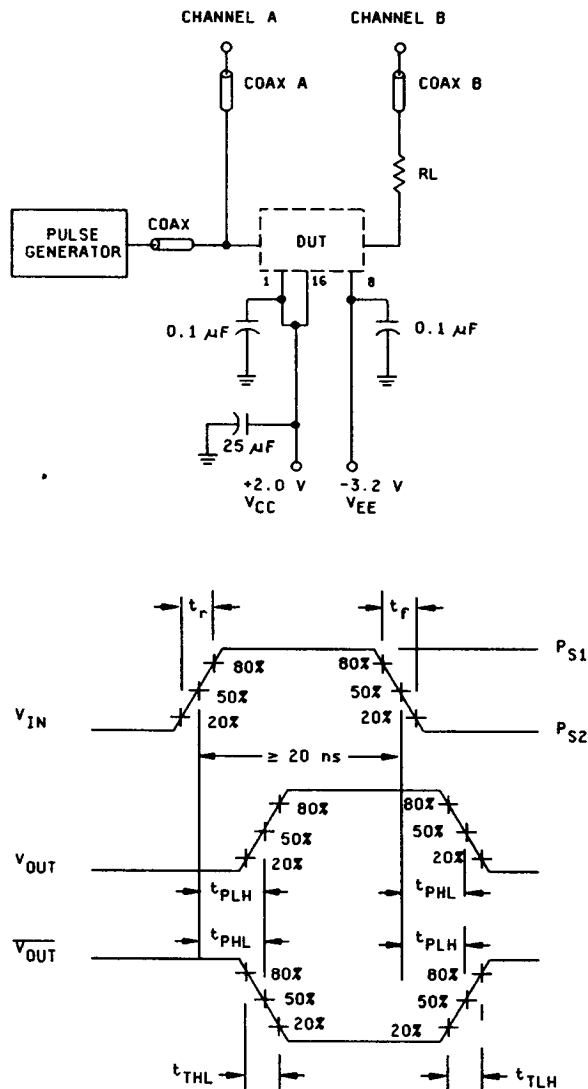 CHANNEL A CHANNEL B
COAX A COAX B
RL
PULSE
GENERATOR
COAX
DUT
1 16 8
0.1 µF 0.1 µF
25 µF
+2.0 V -3.2 V
VCC VEE
tr tf
80% 80% PS1
50% 50%
VIN 20% 20% PS2
≥ 20 ns
80% 80%
50% 50%
VOUT 20% 20%
tPLH tPHL
VOUT tPHL tPLH
80% 80%
50% 50%
20% 20%
tTHL tTLH